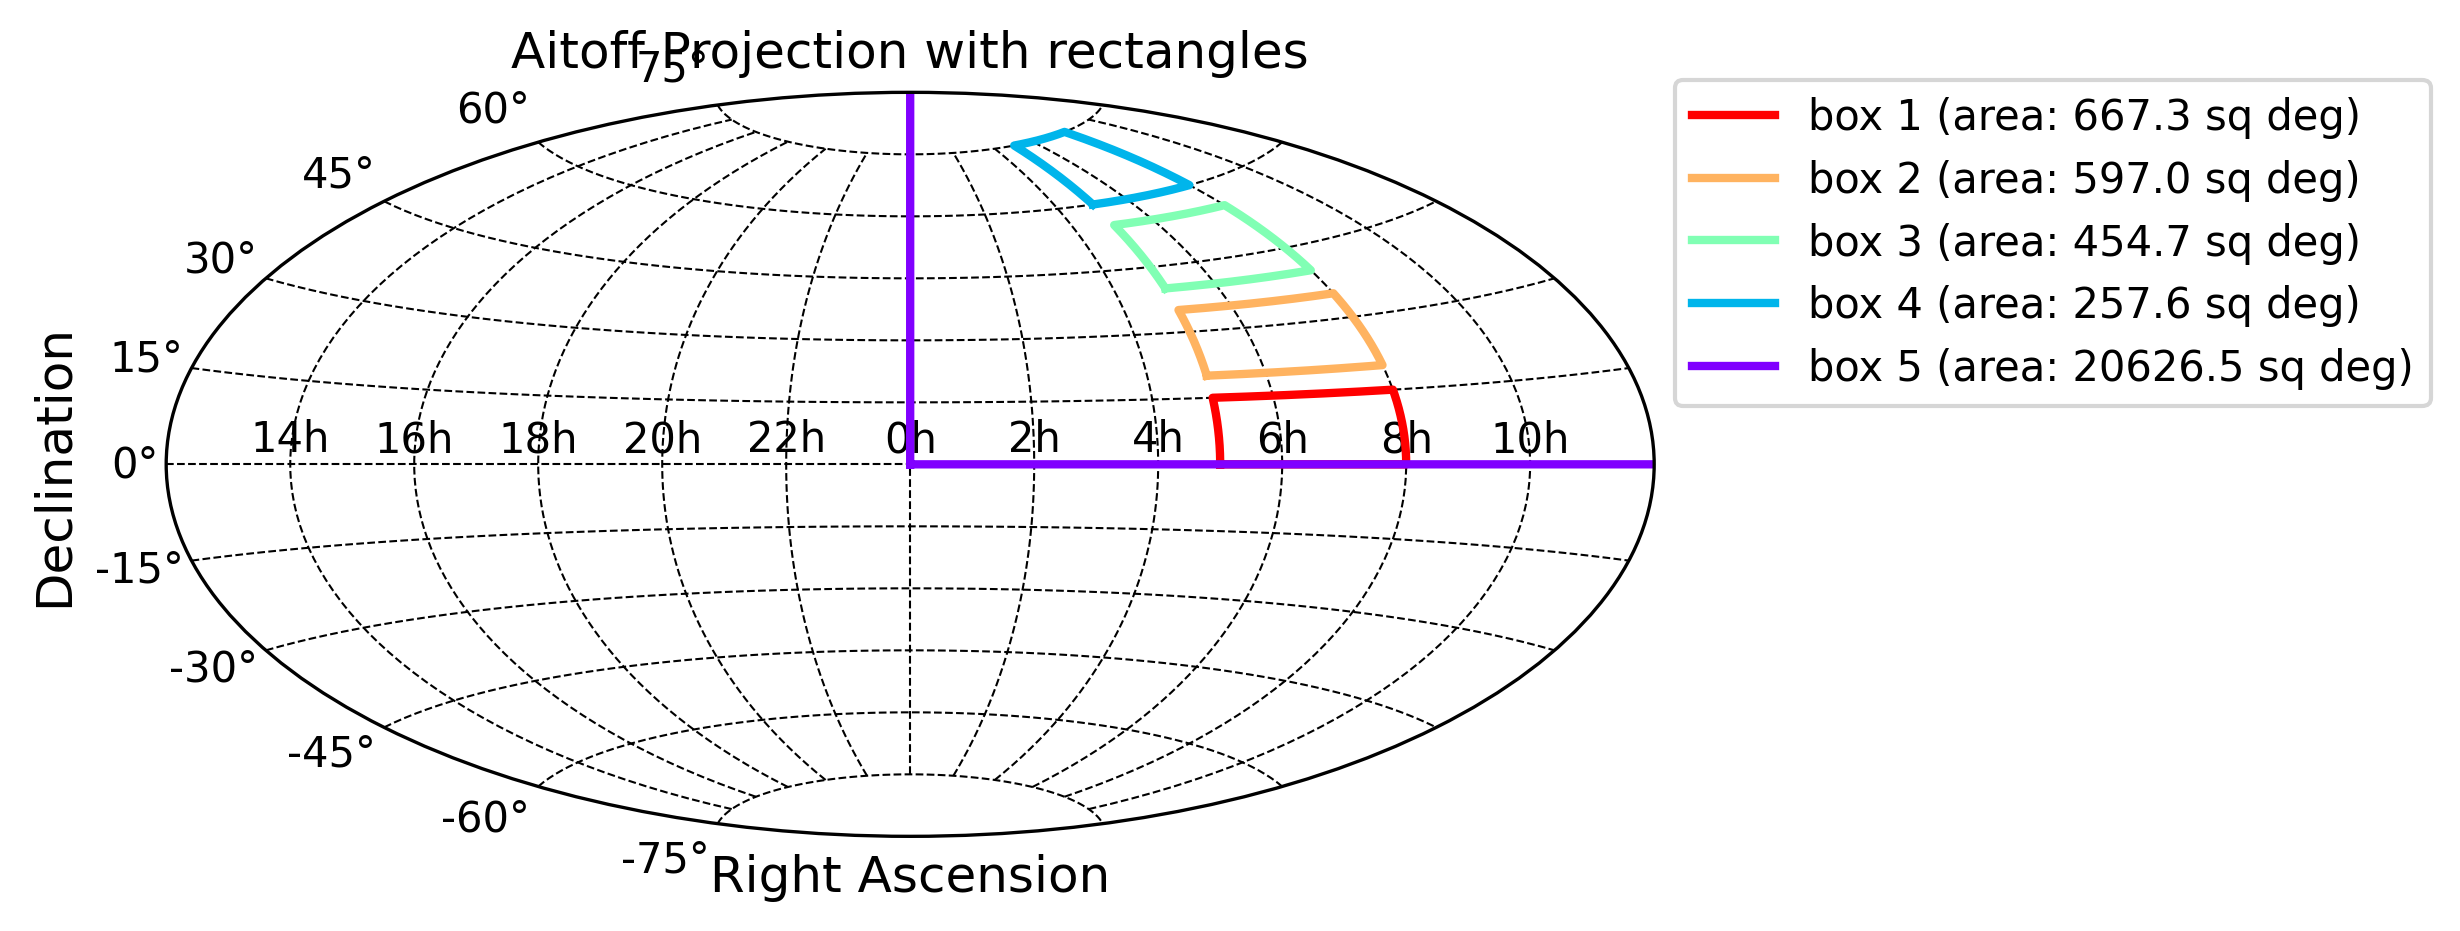 Aitoff Projection with rectangles
75°
60°
45°
30°
15°
0°
-15°
-30°
-45°
-60°
-75°
14h 16h 18h 20h 22h 0h 2h 4h 6h 8h 10h
Declination
Right Ascension
box 1 (area: 667.3 sq deg)
box 2 (area: 597.0 sq deg)
box 3 (area: 454.7 sq deg)
box 4 (area: 257.6 sq deg)
box 5 (area: 20626.5 sq deg)